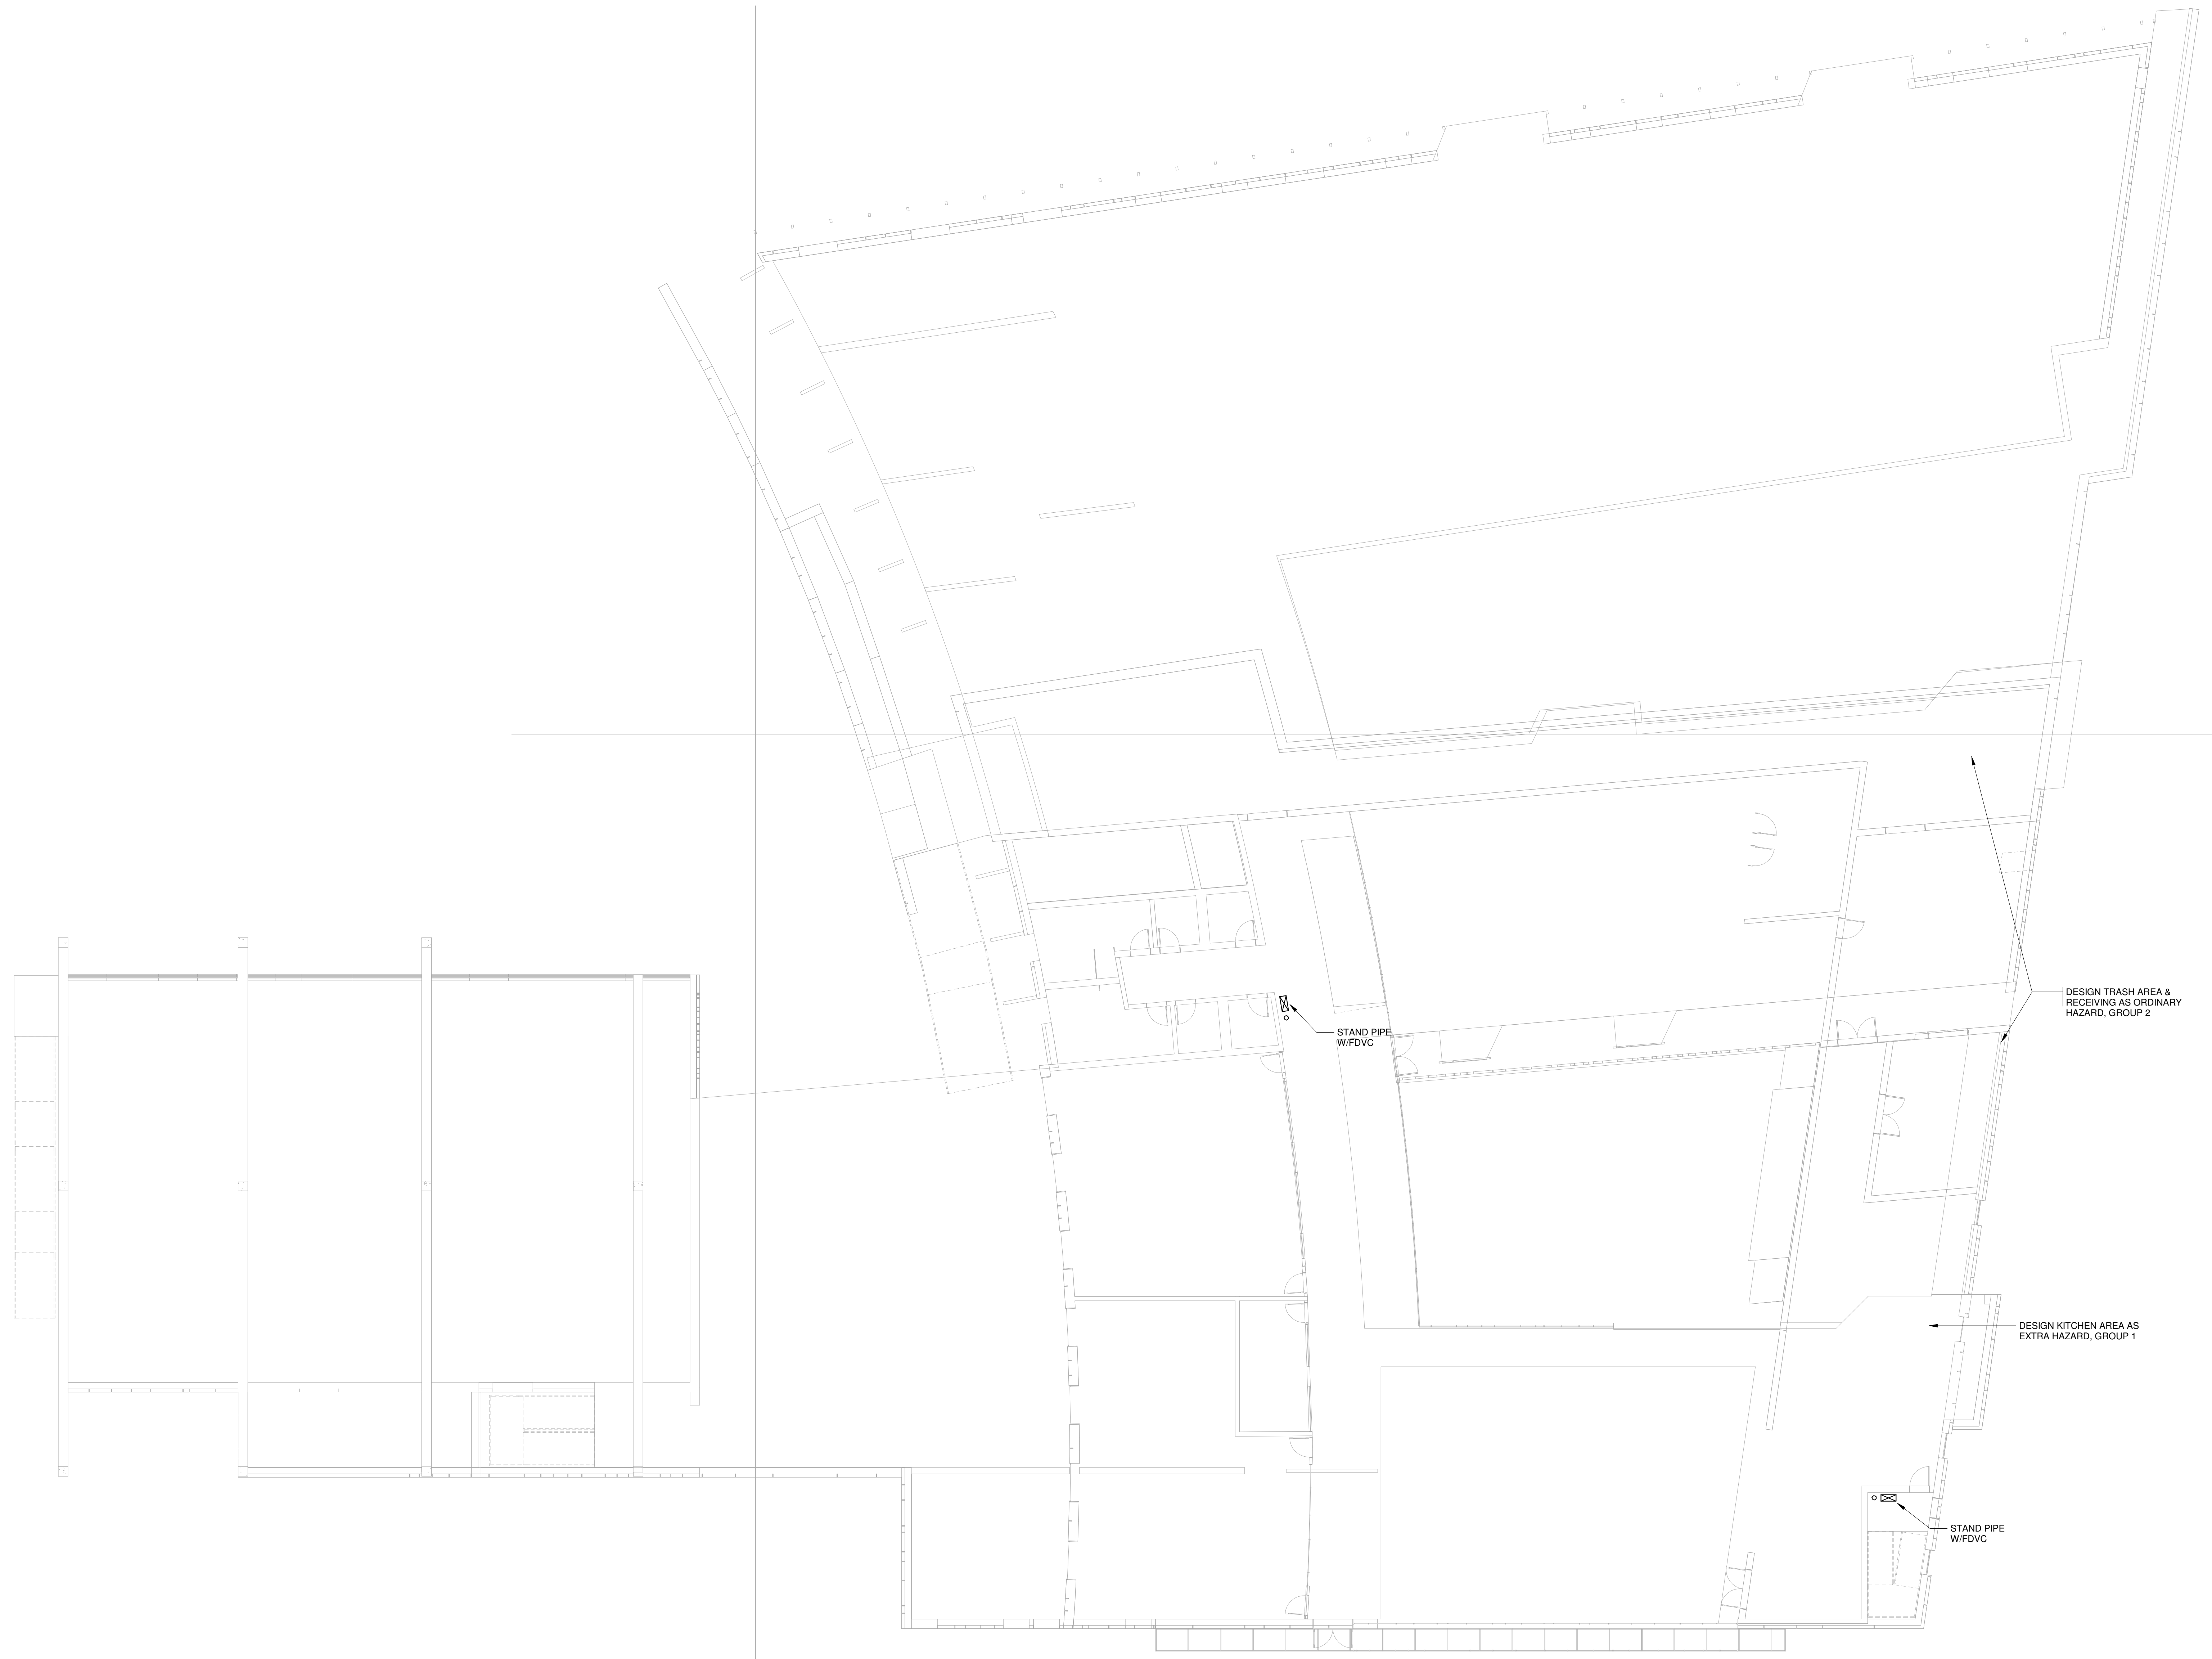 DESIGN TRASH AREA &
RECEIVING AS ORDINARY
HAZARD, GROUP 2
STAND PIPE
W/FDVC
DESIGN KITCHEN AREA AS
EXTRA HAZARD, GROUP 1
STAND PIPE
W/FDVC